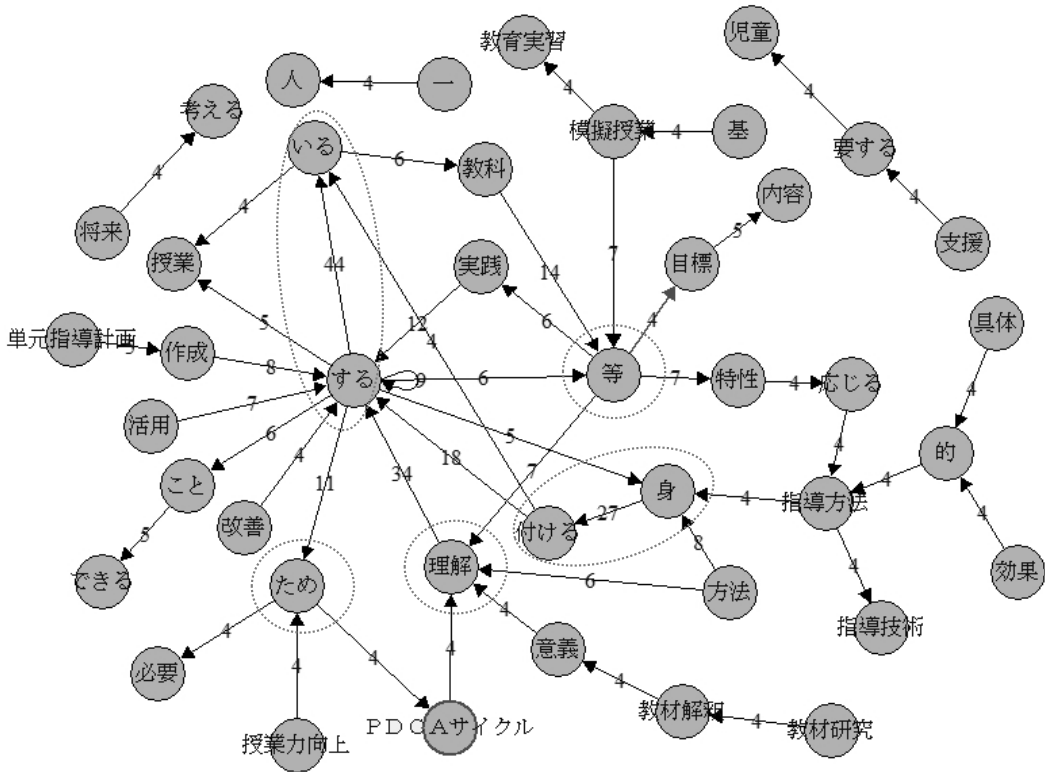 教育実習
児童
人
4
一
考える
4
模擬授業
4
基
4
いる
要する
6
教科
4
内容
4
将来
4
5
支援
授業
44
実践
14
7
目標
単元指導計画
5
作成
5
12
4
6
4
具体
8
する
9
6
等
7
特性
4
応じる
4
活用
7
6
4
18
5
4
的
こと
11
34
7
身
4
指導方法
4
5
改善
27
付ける
8
4
できる
ため
理解
6
方法
4
効果
4
4
4
4
意義
指導技術
必要
4
4
教材解釈
4
教材研究
授業力向上
PDCAサイクル